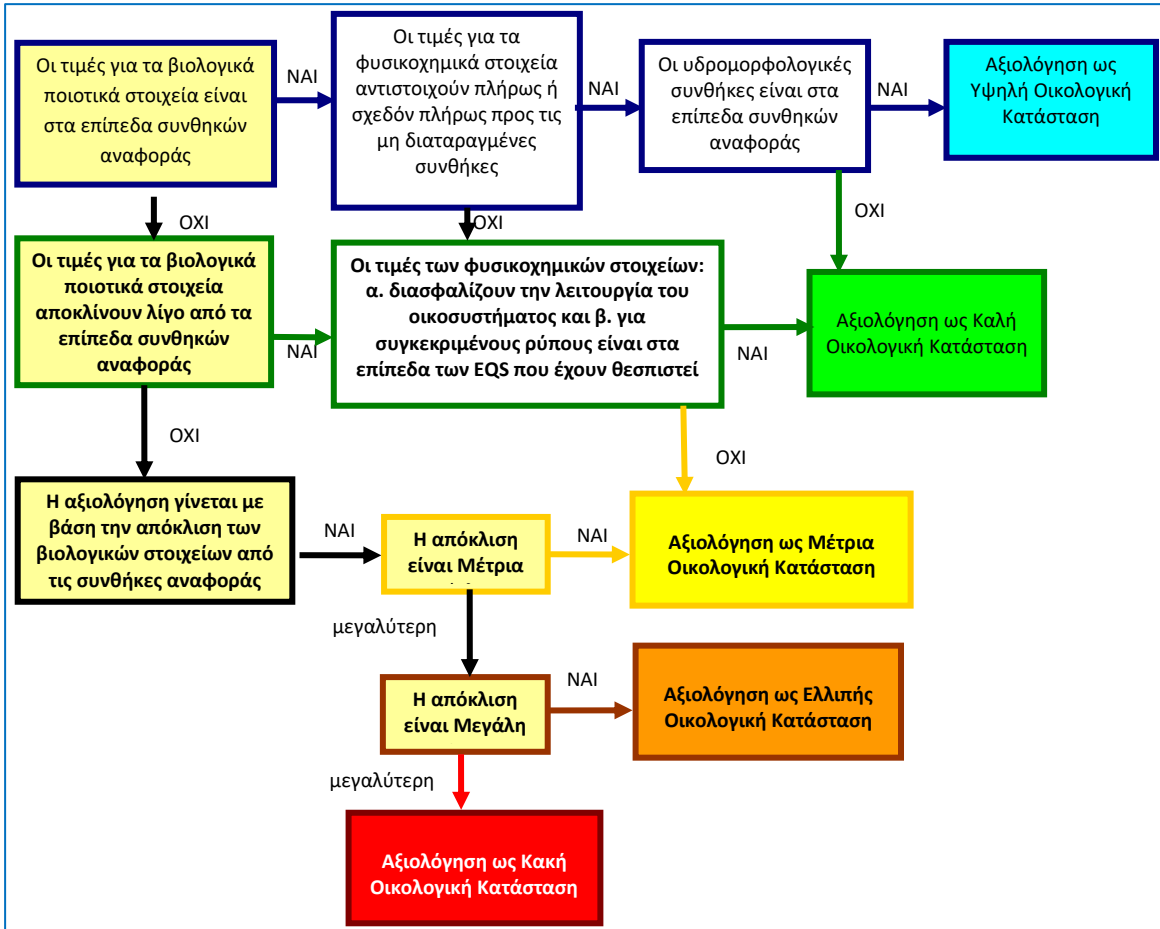 Οι τιμές για τα βιολογικά
ποιοτικά στοιχεία είναι
στα επίπεδα συνθηκών
αναφοράς
ΝΑΙ
Οι τιμές για τα
φυσικοχημικά στοιχεία
αντιστοιχούν πλήρως ή
σχεδόν πλήρως προς τις
μη διαταραγμένες
συνθήκες
ΝΑΙ
Οι υδρομορφολογικές
συνθήκες είναι στα
επίπεδα συνθηκών
αναφοράς
ΝΑΙ
Αξιολόγηση ως
Υψηλή Οικολογική
Κατάσταση
ΟΧΙ
ΟΧΙ
ΟΧΙ
Οι τιμές για τα βιολογικά
ποιοτικά στοιχεία
αποκλίνουν λίγο από τα
επίπεδα συνθηκών
αναφοράς
ΝΑΙ
Οι τιμές των φυσικοχημικών στοιχείων:
α. διασφαλίζουν την λειτουργία του
οικοσυστήματος και β. για
συγκεκριμένους ρύπους είναι στα
επίπεδα των EQS που έχουν θεσπιστεί
ΝΑΙ
Αξιολόγηση ως Καλή
Οικολογική Κατάσταση
ΟΧΙ
ΟΧΙ
Η αξιολόγηση γίνεται με
βάση την απόκλιση των
βιολογικών στοιχείων από
τις συνθήκες αναφοράς
ΝΑΙ
Η απόκλιση
είναι Μέτρια
ΝΑΙ
Αξιολόγηση ως Μέτρια
Οικολογική Κατάσταση
μεγαλύτερη
Η απόκλιση
είναι Μεγάλη
ΝΑΙ
Αξιολόγηση ως Ελλιπής
Οικολογική Κατάσταση
μεγαλύτερη
Αξιολόγηση ως Κακή
Οικολογική Κατάσταση